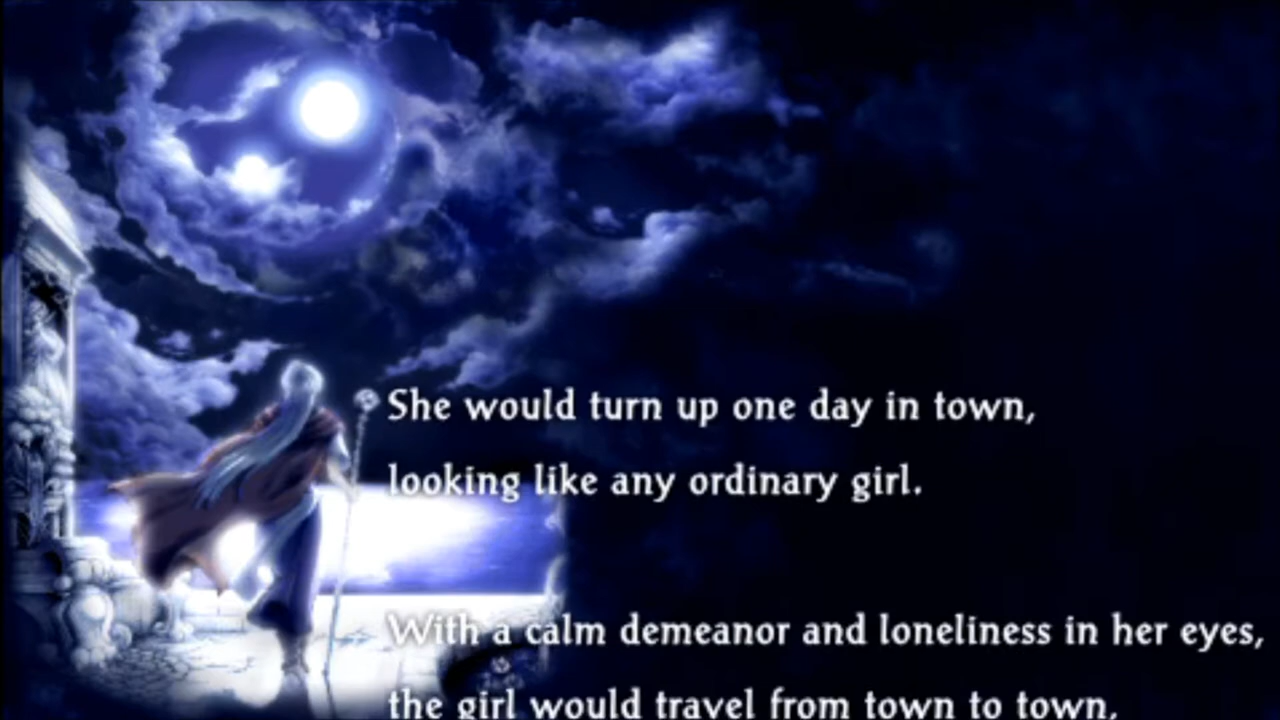 She would turn up one day in town,
looking like any ordinary girl.
With a calm demeanor and loneliness in her eyes,
the girl would travel from town to town,